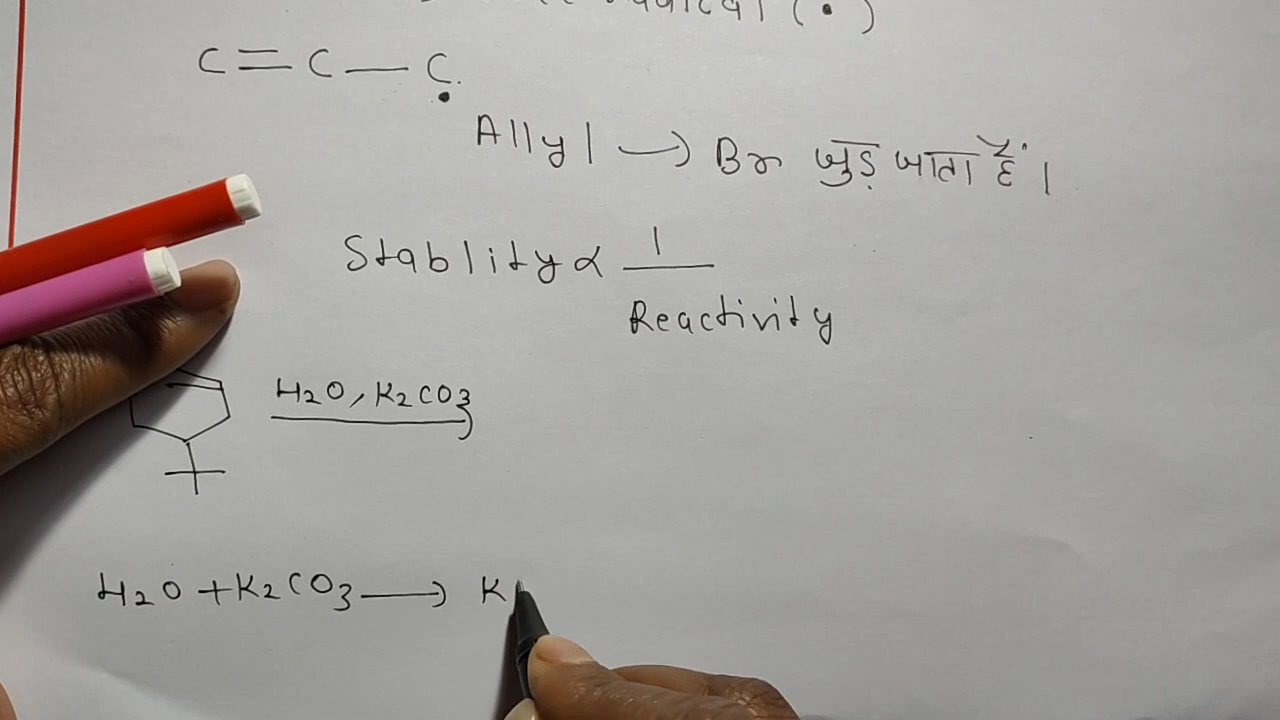 (•)
C=C—C.
Allyl → Br जुड़ जाता है।
Stablity ∝ 1/Reactivity
H2O, K2CO3
H2O + K2CO3 → K